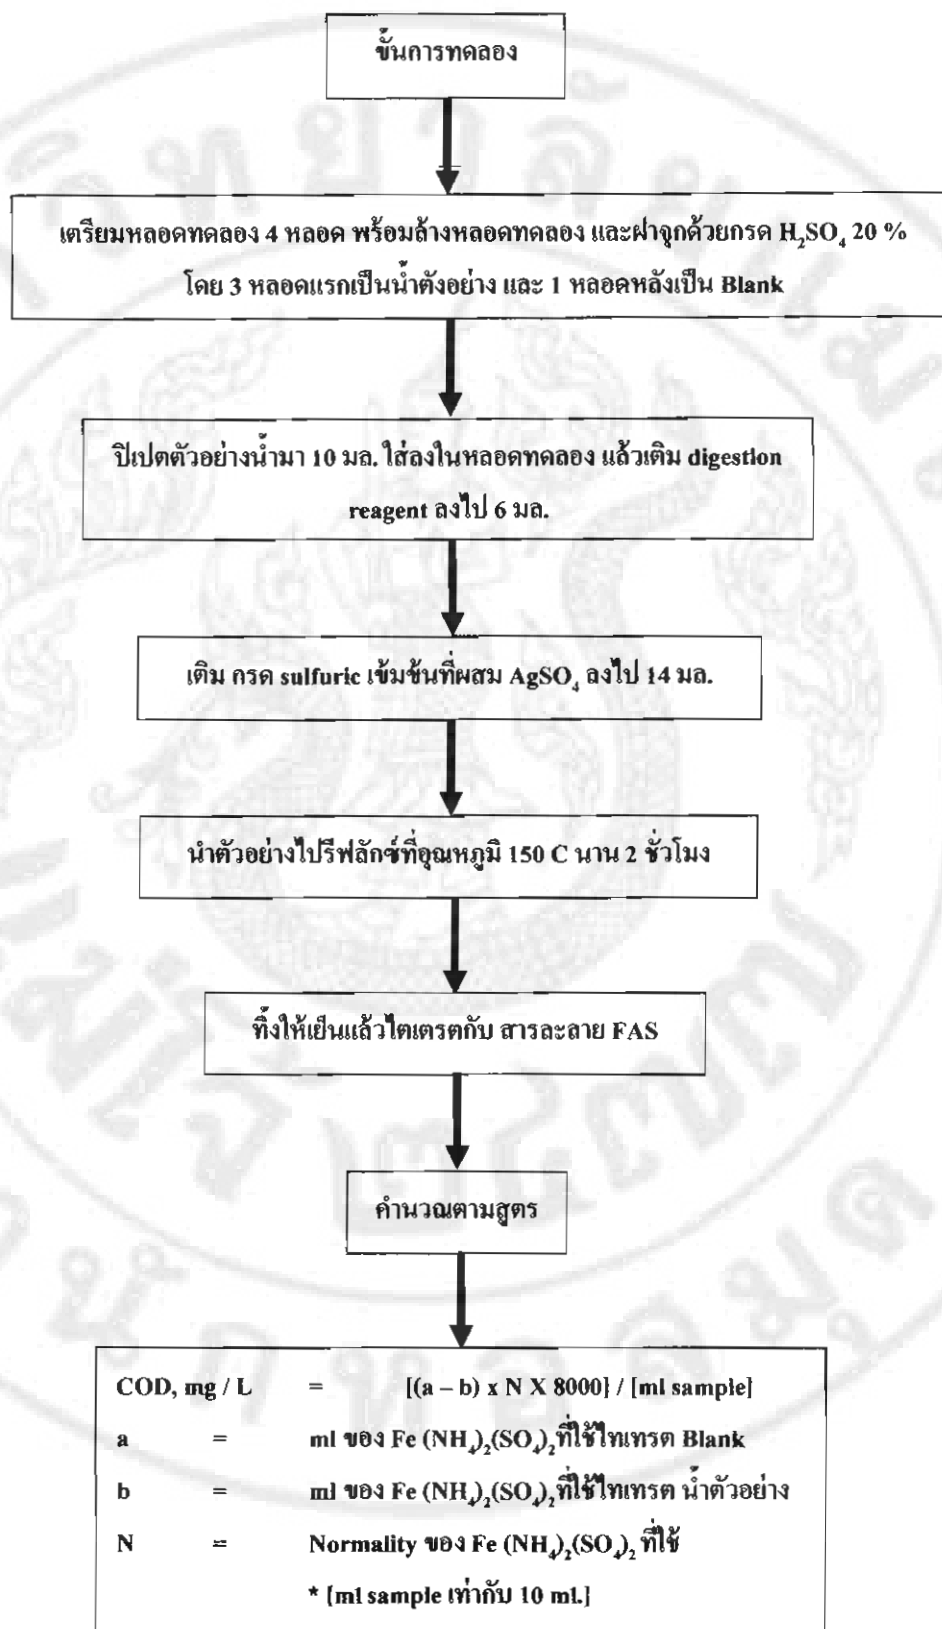 ขั้นการทดลอง
เตรียมหลอดทดลอง 4 หลอด พร้อมล้างหลอดทดลอง และฝาจุกด้วยกรด H₂SO₄ 20 %
โดย 3 หลอดแรกเป็นน้ำตังอย่าง และ 1 หลอดหลังเป็น Blank
ปิเปตตัวอย่างน้ำมา 10 มล. ใส่ลงในหลอดทดลอง แล้วเติม digestion
reagent ลงไป 6 มล.
เติม กรด sulfuric เข้มข้นที่ผสม AgSO₄ ลงไป 14 มล.
นำตัวอย่างไปรีฟลักซ์ที่อุณหภูมิ 150 C นาน 2 ชั่วโมง
ทิ้งให้เย็นแล้วไตเตรตกับ สารละลาย FAS
คำนวณตามสูตร
COD, mg / L = [(a – b) x N X 8000] / [ml sample]
a = ml ของ Fe (NH₄)₂(SO₄)₂ที่ใช้ไทเทรต Blank
b = ml ของ Fe (NH₄)₂(SO₄)₂ที่ใช้ไทเทรต น้ำตัวอย่าง
N = Normality ของ Fe (NH₄)₂(SO₄)₂ ที่ใช้
* [ml sample เท่ากับ 10 ml.]